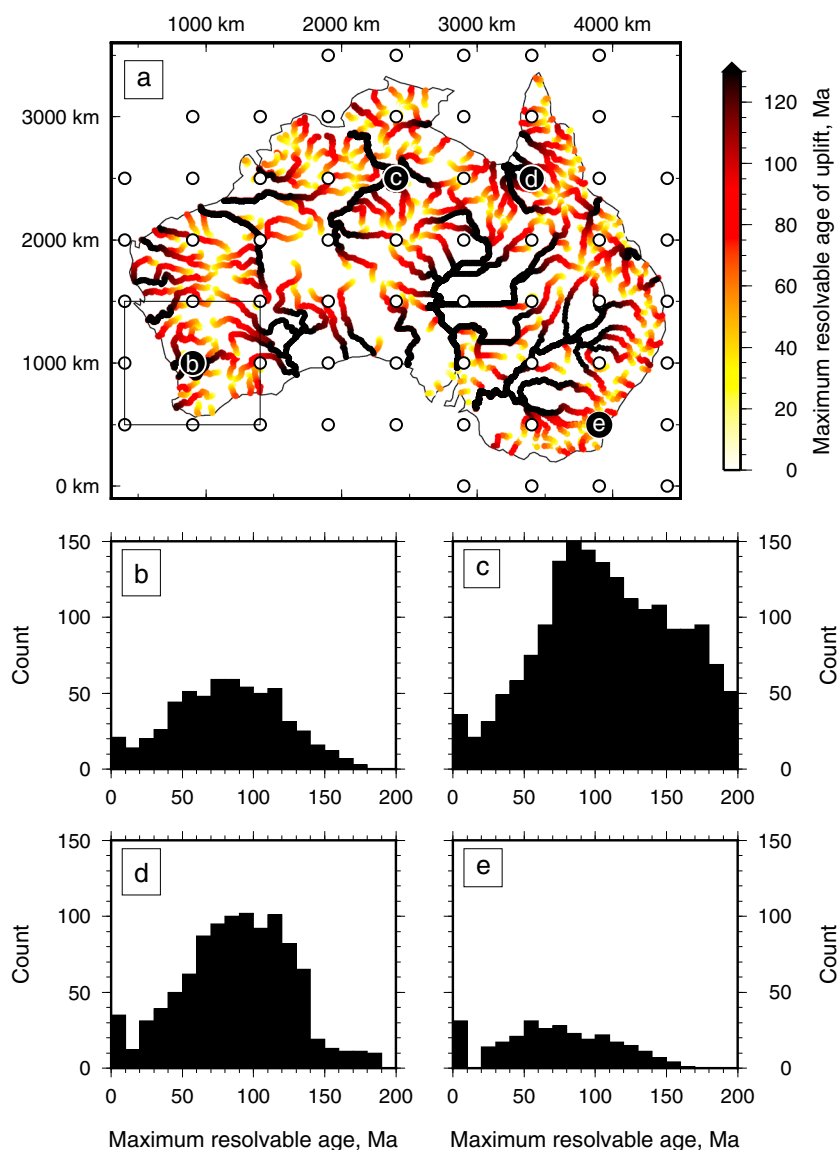 1000 km 2000 km 3000 km 4000 km
a
3000 km
2000 km
1000 km
0 km
b
c
d
e
120
100
80
60
40
20
0
Maximum resolvable age of uplift, Ma
b
150
100
50
0
Count
0 50 100 150 200
c
150
100
50
0
Count
0 50 100 150 200
d
150
100
50
0
Count
0 50 100 150 200
Maximum resolvable age, Ma
e
150
100
50
0
Count
0 50 100 150 200
Maximum resolvable age, Ma